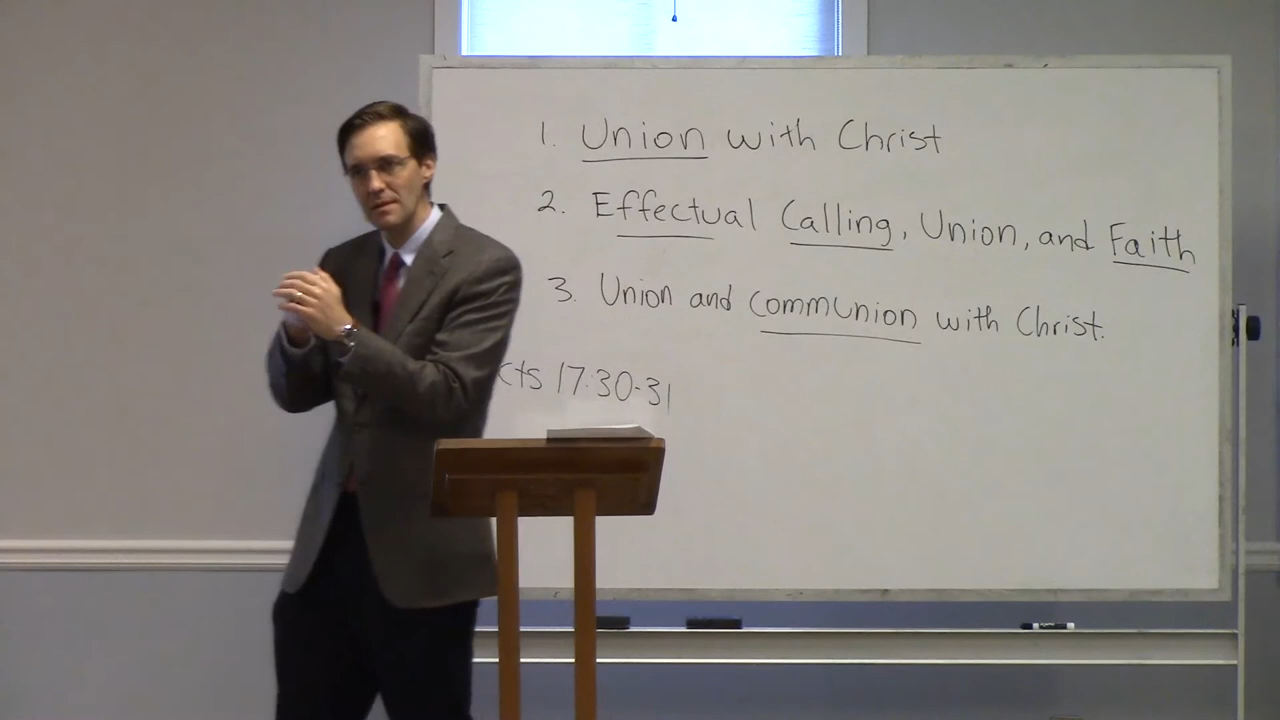 1. Union with Christ
2. Effectual Calling, Union, and Faith
3. Union and Communion with Christ.
cts 17:30-31